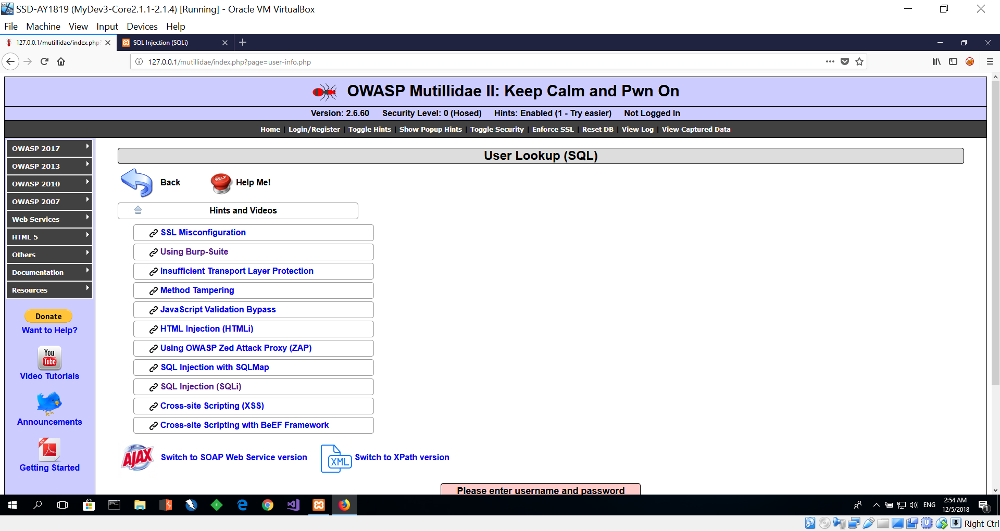 SSD-AY1819 (MyDev3-Core2.1.1-2.1.4) [Running] - Oracle VM VirtualBox
File Machine View Input Devices Help
127.0.0.1/mutillidae/index.php? SQL Injection (SQLi)
127.0.0.1/mutillidae/index.php?page=user-info.php
OWASP Mutillidae II: Keep Calm and Pwn On
Version: 2.6.60 Security Level: 0 (Hosed) Hints: Enabled (1 - Try easier) Not Logged In
Home | Login/Register | Toggle Hints | Show Popup Hints | Toggle Security | Enforce SSL | Reset DB | View Log | View Captured Data
OWASP 2017
OWASP 2013
OWASP 2010
OWASP 2007
Web Services
HTML 5
Others
Documentation
Resources
Donate
Want to Help?
You
Tube
Video Tutorials
Announcements
PDF
Getting Started
User Lookup (SQL)
Back
HELP
Help Me!
Hints and Videos
SSL Misconfiguration
Using Burp-Suite
Insufficient Transport Layer Protection
Method Tampering
JavaScript Validation Bypass
HTML Injection (HTMLi)
Using OWASP Zed Attack Proxy (ZAP)
SQL Injection with SQLMap
SQL Injection (SQLi)
Cross-site Scripting (XSS)
Cross-site Scripting with BeEF Framework
AJAX Switch to SOAP Web Service version
XML Switch to XPath version
Please enter username and password
ENG
2:54 AM
12/5/2018
1
Right Ctrl